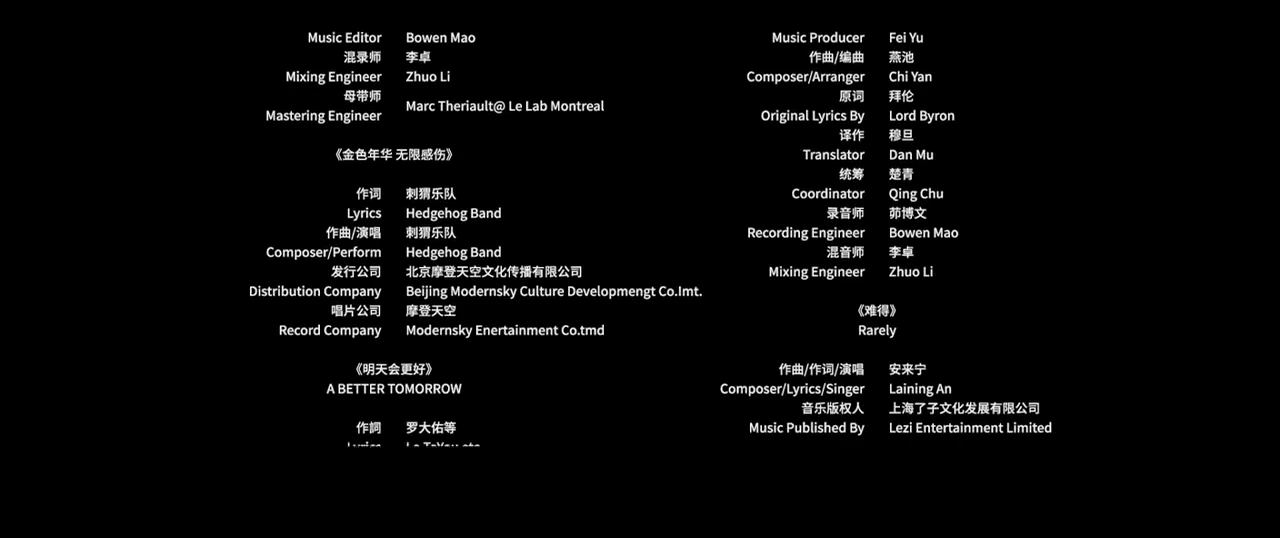 Music Editor Bowen Mao
混录师 李卓
Mixing Engineer Zhuo Li
母带师
Marc Theriault@ Le Lab Montreal
Mastering Engineer
《金色年华 无限感伤》
作词 刺猬乐队
Lyrics Hedgehog Band
作曲/演唱 刺猬乐队
Composer/Perform Hedgehog Band
发行公司 北京摩登天空文化传播有限公司
Distribution Company Beijing Modernsky Culture Developmengt Co.Imt.
唱片公司 摩登天空
Record Company Modernsky Enertainment Co.tmd
《明天会更好》
A BETTER TOMORROW
作詞 罗大佑等
Music Producer Fei Yu
作曲/编曲 燕池
Composer/Arranger Chi Yan
原词 拜伦
Original Lyrics By Lord Byron
译作 穆旦
Translator Dan Mu
统筹 楚青
Coordinator Qing Chu
录音师 茆博文
Recording Engineer Bowen Mao
混音师 李卓
Mixing Engineer Zhuo Li
《难得》
Rarely
作曲/作词/演唱 安来宁
Composer/Lyrics/Singer Laining An
音乐版权人 上海了子文化发展有限公司
Music Published By Lezi Entertainment Limited